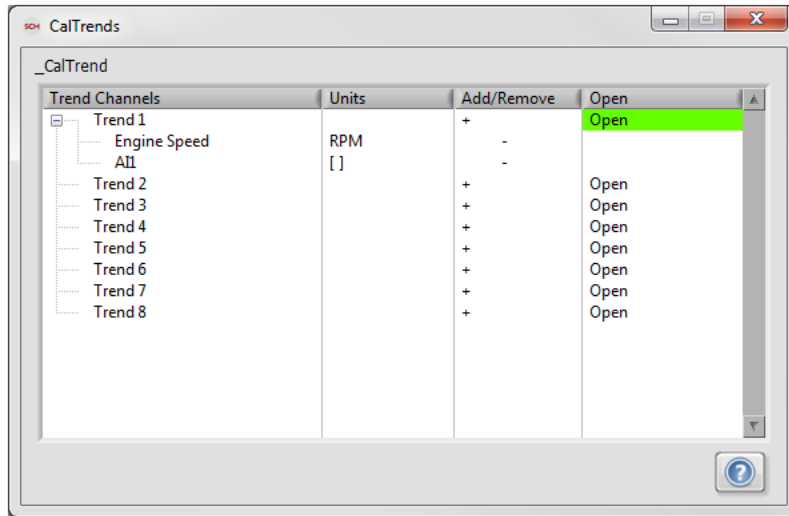 SCM CalTrends
_CalTrend
Trend Channels Units Add/Remove Open
Trend 1 + Open
Engine Speed RPM -
AI1 [ ] -
Trend 2 + Open
Trend 3 + Open
Trend 4 + Open
Trend 5 + Open
Trend 6 + Open
Trend 7 + Open
Trend 8 + Open
?